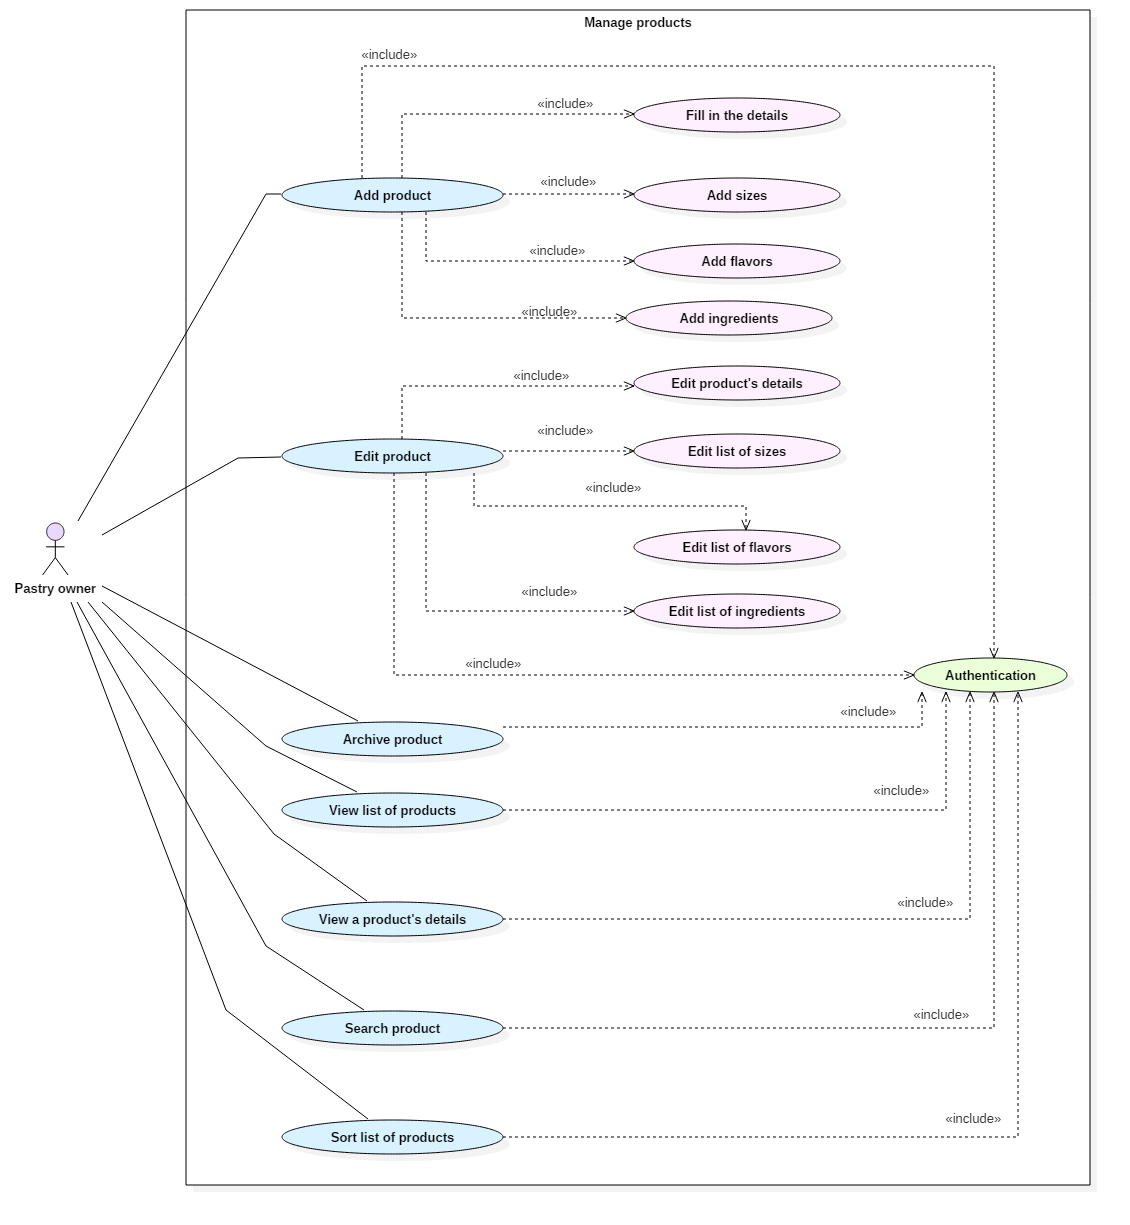 Manage products
«include»
«include»
Fill in the details
Add product
«include»
Add sizes
«include»
Add flavors
«include»
Add ingredients
«include»
Edit product's details
Edit product
«include»
Edit list of sizes
«include»
Edit list of flavors
Pastry owner
«include»
Edit list of ingredients
«include»
Authentication
Archive product
«include»
View list of products
«include»
View a product's details
«include»
Search product
«include»
Sort list of products
«include»